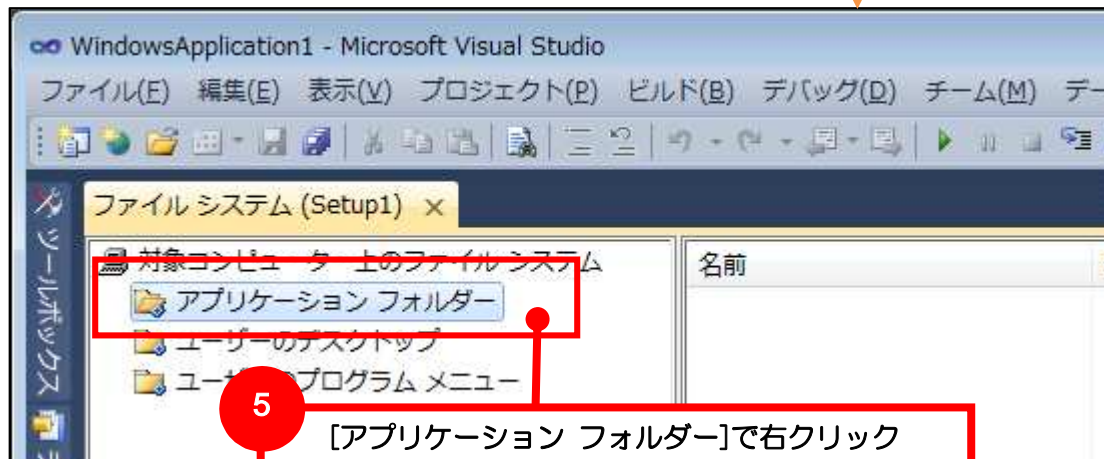 WindowsApplication1 - Microsoft Visual Studio
ファイル(F) 編集(E) 表示(V) プロジェクト(P) ビルド(B) デバッグ(D) チーム(M) デー
ファイル システム (Setup1) ×
ツールボックス
対象コンピューター上のファイル システム
名前
アプリケーション フォルダー
ユーザーのデスクトップ
ユーザーのプログラム メニュー
5
[アプリケーション フォルダー]で右クリック